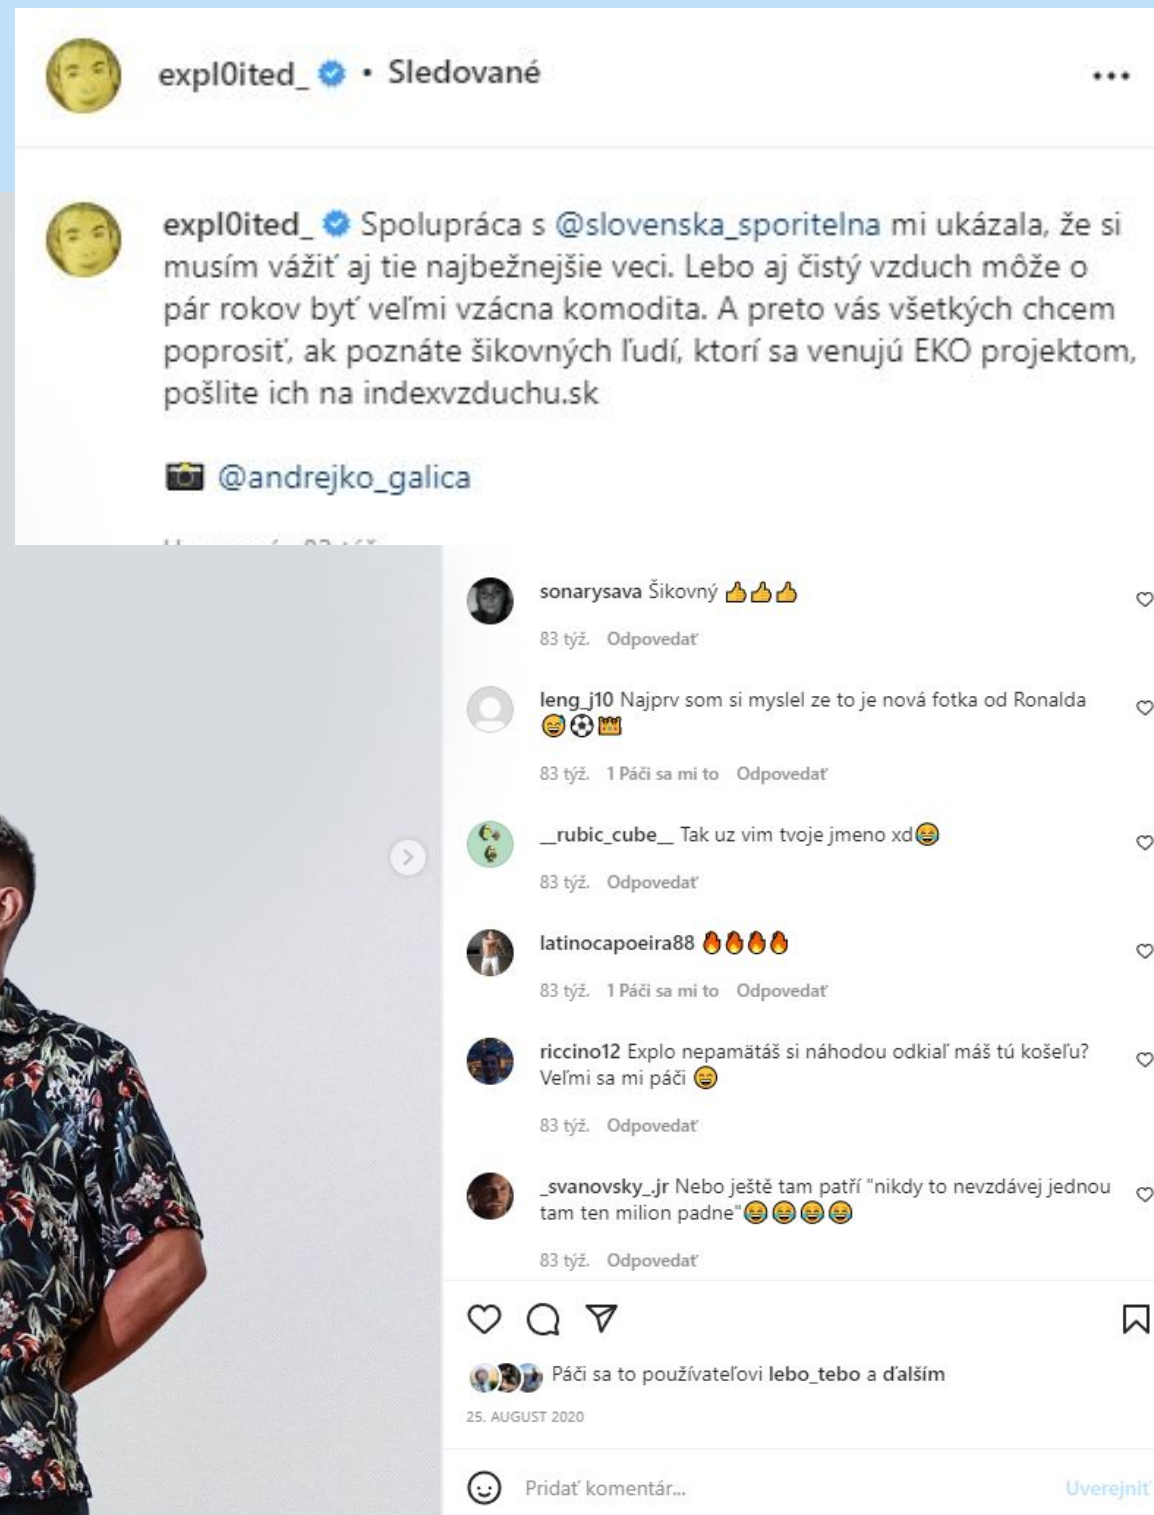 expl0ited_ • Sledované
expl0ited_ Spolupráca s @slovenska_sporitelna mi ukázala, že si
musím vážiť aj tie najbežnejšie veci. Lebo aj čistý vzduch môže o
pár rokov byť veľmi vzácna komodita. A preto vás všetkých chcem
poprosiť, ak poznáte šikovných ľudí, ktorí sa venujú EKO projektom,
pošlite ich na indexvzduchu.sk
📷 @andrejko_galica
sonarysava Šikovný 👍👍👍
83 týž. Odpovedať
leng_j10 Najprv som si myslel ze to je nová fotka od Ronalda
😅⚽👑
83 týž. 1 Páči sa mi to Odpovedať
__rubic_cube__ Tak uz vim tvoje jmeno xd😂
83 týž. Odpovedať
latinocapoeira88 🔥🔥🔥🔥
83 týž. 1 Páči sa mi to Odpovedať
riccino12 Explo nepamätáš si náhodou odkiaľ máš tú košeľu?
Veľmi sa mi páči 😄
83 týž. Odpovedať
_svanovsky_.jr Nebo ještě tam patří "nikdy to nevzdávej jednou
tam ten milion padne"😂😂😂😂
83 týž. Odpovedať
Páči sa to používateľovi lebo_tebo a ďalším
25. AUGUST 2020
Pridať komentár...
Uverejniť